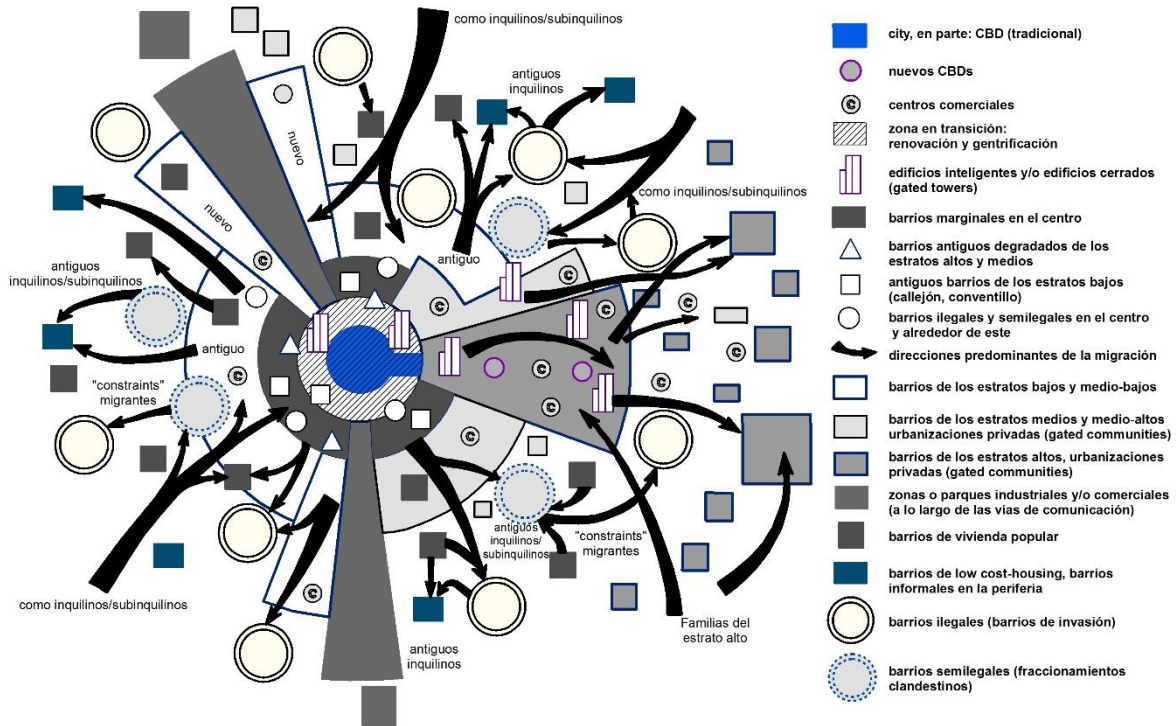 como inquilinos/subinquilinos
antiguos
inquilinos
nuevo
nuevo
como inquilinos/subinquilinos
antiguo
antiguos
inquilinos/subinquilinos
antiguo
"constraints"
migrantes
C
C
C
C
C
C
C
C
C
C
C
C
antiguos
inquilinos/
subinquilinos
"constraints"
migrantes
como inquilinos/subinquilinos
antiguos
inquilinos
Familias del
estrato alto
city, en parte: CBD (tradicional)
nuevos CBDs
C
centros comerciales
zona en transición:
renovación y gentrificación
edificios inteligentes y/o edificios cerrados
(gated towers)
barrios marginales en el centro
barrios antiguos degradados de los
estratos altos y medios
antiguos barrios de los estratos bajos
(callejón, conventillo)
barrios ilegales y semilegales en el centro
y alrededor de este
direcciones predominantes de la migración
barrios de los estratos bajos y medio-bajos
barrios de los estratos medios y medio-altos
urbanizaciones privadas (gated communities)
barrios de los estratos altos, urbanizaciones
privadas (gated communities)
zonas o parques industriales y/o comerciales
(a lo largo de las vías de comunicación)
barrios de vivienda popular
barrios de low cost-housing, barrios
informales en la periferia
barrios ilegales (barrios de invasión)
barrios semilegales (fraccionamientos
clandestinos)